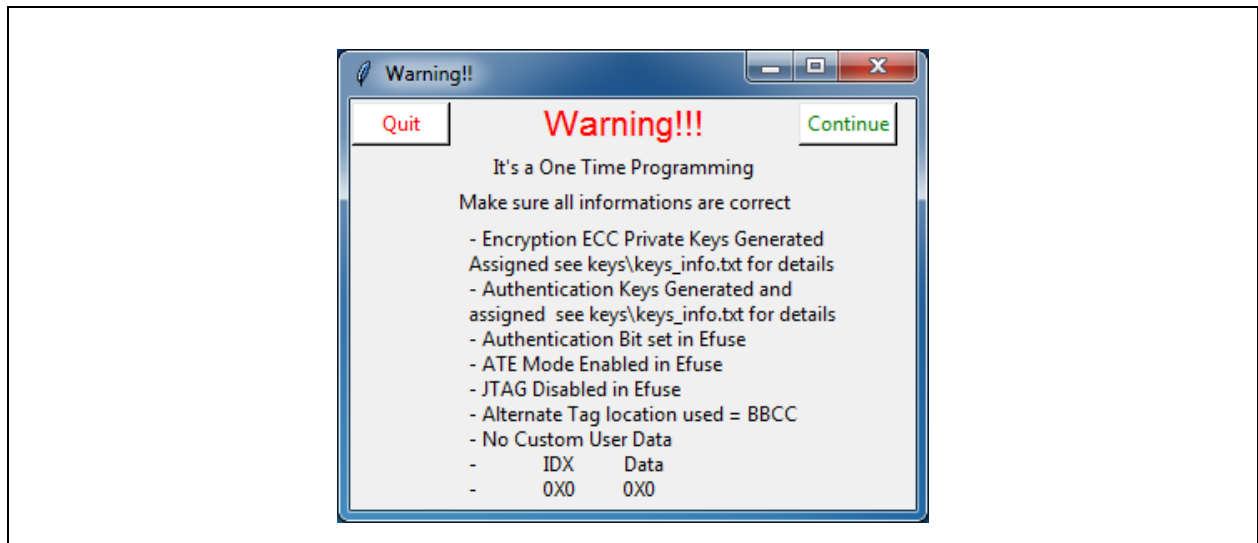 Warning!!
Quit Warning!!! Continue
It's a One Time Programming
Make sure all informations are correct
- Encryption ECC Private Keys Generated
Assigned see keys\keys_info.txt for details
- Authentication Keys Generated and
assigned  see keys\keys_info.txt for details
- Authentication Bit set in Efuse
- ATE Mode Enabled in Efuse
- JTAG Disabled in Efuse
- Alternate Tag location used = BBCC
- No Custom User Data
- IDX Data
- 0X0 0X0